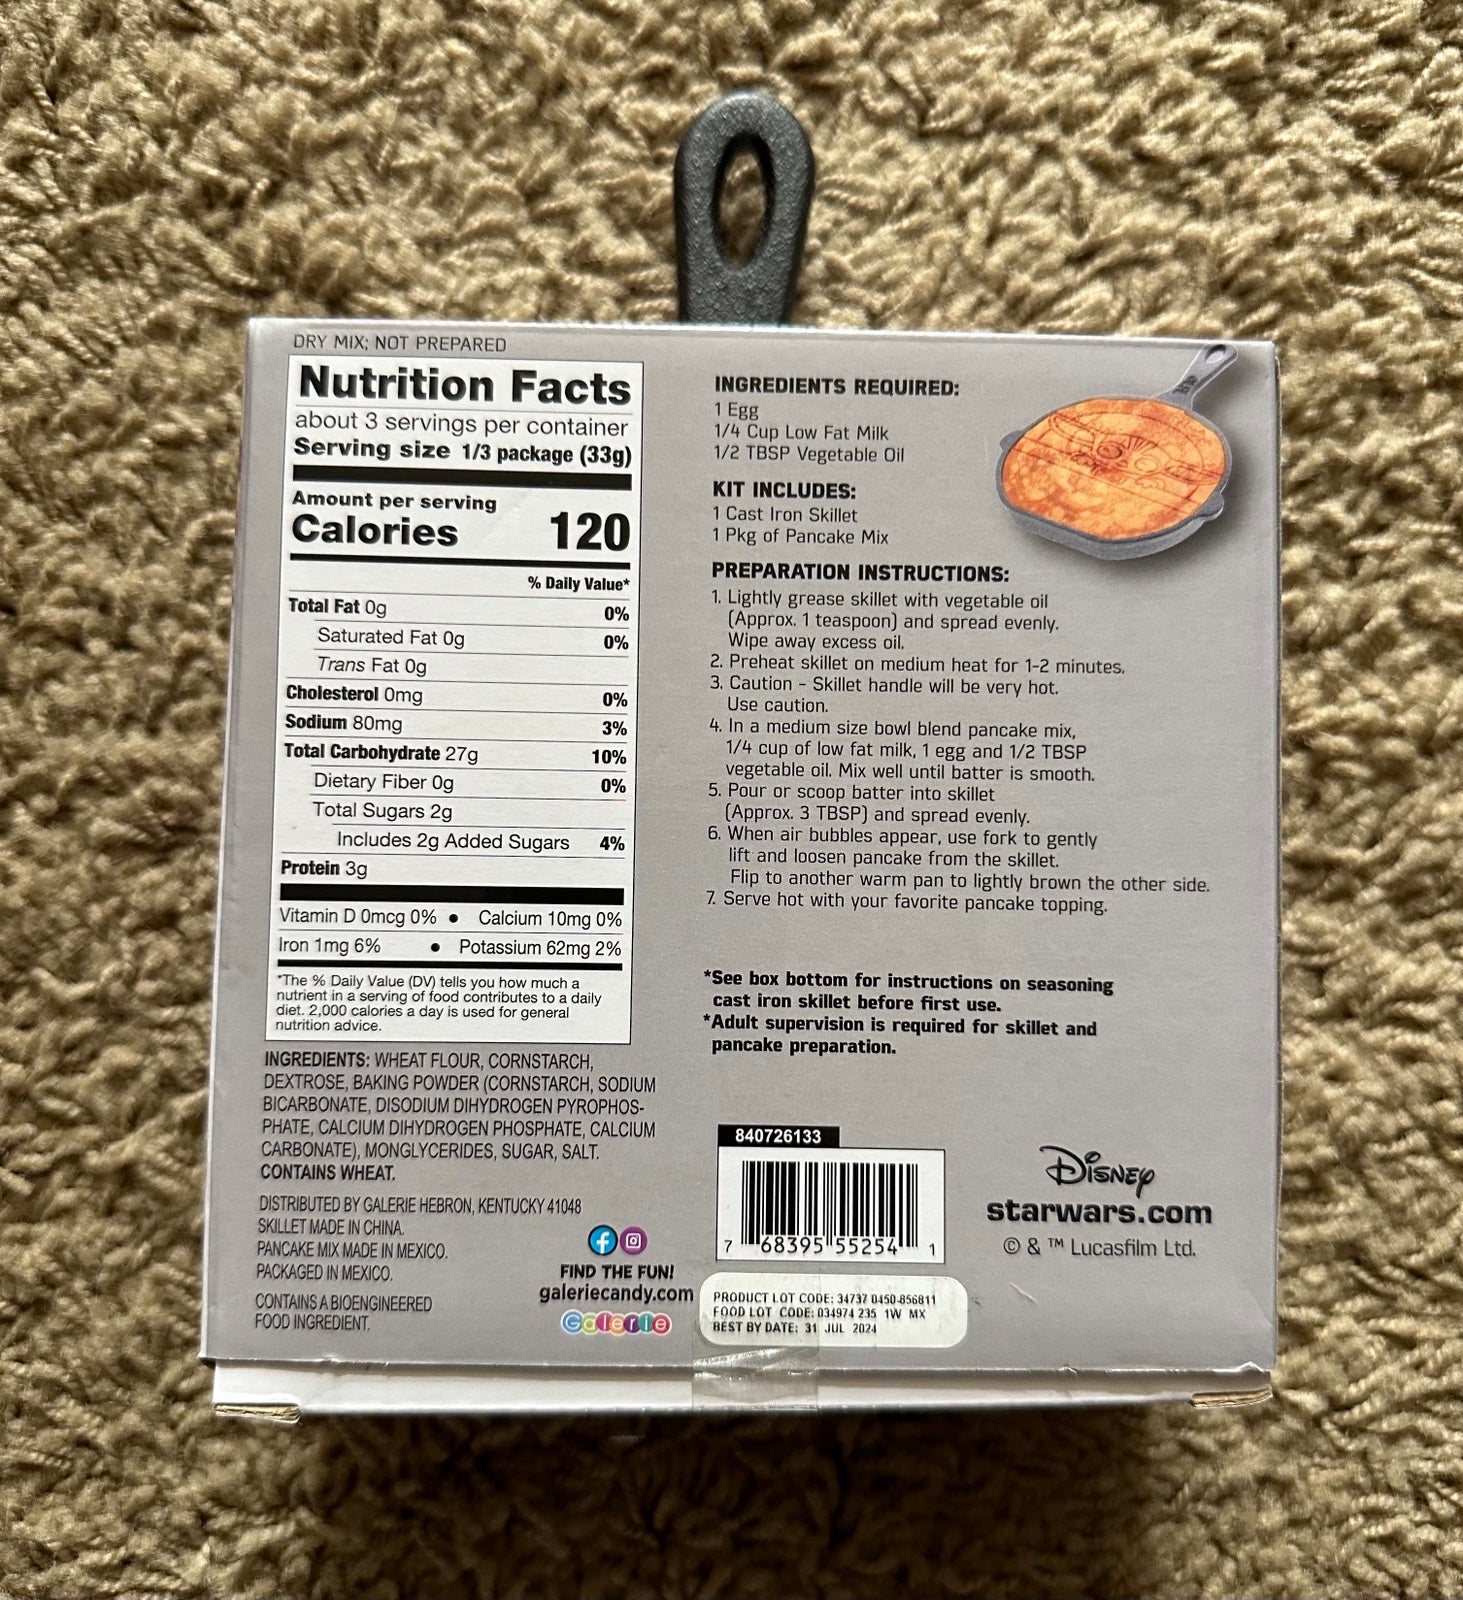 DRY MIX; NOT PREPARED
Nutrition Facts
about 3 servings per container
Serving size 1/3 package (33g)
Amount per serving
Calories 120
% Daily Value*
Total Fat 0g 0%
Saturated Fat 0g 0%
Trans Fat 0g
Cholesterol 0mg 0%
Sodium 80mg 3%
Total Carbohydrate 27g 10%
Dietary Fiber 0g 0%
Total Sugars 2g
Includes 2g Added Sugars 4%
Protein 3g
Vitamin D 0mcg 0% • Calcium 10mg 0%
Iron 1mg 6% • Potassium 62mg 2%
*The % Daily Value (DV) tells you how much a
nutrient in a serving of food contributes to a daily
diet. 2,000 calories a day is used for general
nutrition advice.
INGREDIENTS: WHEAT FLOUR, CORNSTARCH,
DEXTROSE, BAKING POWDER (CORNSTARCH, SODIUM
BICARBONATE, DISODIUM DIHYDROGEN PYROPHOS-
PHATE, CALCIUM DIHYDROGEN PHOSPHATE, CALCIUM
CARBONATE), MONGLYCERIDES, SUGAR, SALT.
CONTAINS WHEAT.
DISTRIBUTED BY GALERIE HEBRON, KENTUCKY 41048
SKILLET MADE IN CHINA.
PANCAKE MIX MADE IN MEXICO.
PACKAGED IN MEXICO.
CONTAINS A BIOENGINEERED
FOOD INGREDIENT.
FIND THE FUN!
galeriecandy.com
Galerie
INGREDIENTS REQUIRED:
1 Egg
1/4 Cup Low Fat Milk
1/2 TBSP Vegetable Oil
KIT INCLUDES:
1 Cast Iron Skillet
1 Pkg of Pancake Mix
PREPARATION INSTRUCTIONS:
1. Lightly grease skillet with vegetable oil
(Approx. 1 teaspoon) and spread evenly.
Wipe away excess oil.
2. Preheat skillet on medium heat for 1-2 minutes.
3. Caution - Skillet handle will be very hot.
Use caution.
4. In a medium size bowl blend pancake mix,
1/4 cup of low fat milk, 1 egg and 1/2 TBSP
vegetable oil. Mix well until batter is smooth.
5. Pour or scoop batter into skillet
(Approx. 3 TBSP) and spread evenly.
6. When air bubbles appear, use fork to gently
lift and loosen pancake from the skillet.
Flip to another warm pan to lightly brown the other side.
7. Serve hot with your favorite pancake topping.
*See box bottom for instructions on seasoning
cast iron skillet before first use.
*Adult supervision is required for skillet and
pancake preparation.
840726133
7 68395 55254 1
PRODUCT LOT CODE: 34737 0450-856811
FOOD LOT CODE: 034974 235 1W MX
BEST BY DATE: 31 JUL 2024
Disney
starwars.com
© & ™ Lucasfilm Ltd.